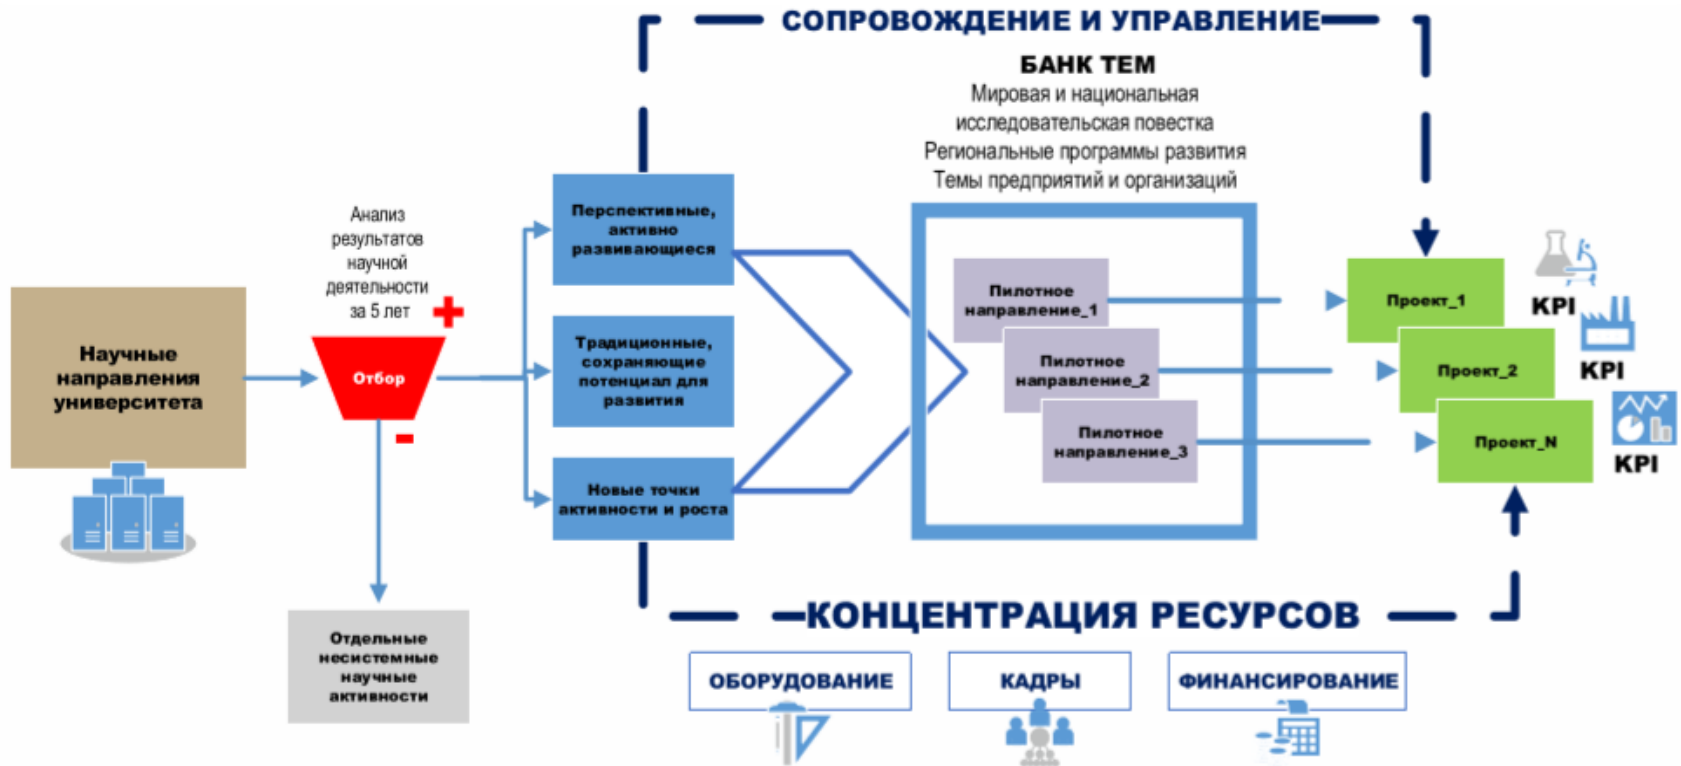 СОПРОВОЖДЕНИЕ И УПРАВЛЕНИЕ
БАНК ТЕМ
Мировая и национальная
исследовательская повестка
Региональные программы развития
Темы предприятий и организаций
Научные
направления
университета
Анализ
результатов
научной
деятельности
за 5 лет
Отбор
Отдельные
несистемные
научные
активности
Перспективные,
активно
развивающиеся
Традиционные,
сохраняющие
потенциал для
развития
Новые точки
активности и роста
Пилотное
направление_1
Пилотное
направление_2
Пилотное
направление_3
Проект_1
Проект_2
Проект_N
KPI
KPI
KPI
КОНЦЕНТРАЦИЯ РЕСУРСОВ
ОБОРУДОВАНИЕ
КАДРЫ
ФИНАНСИРОВАНИЕ